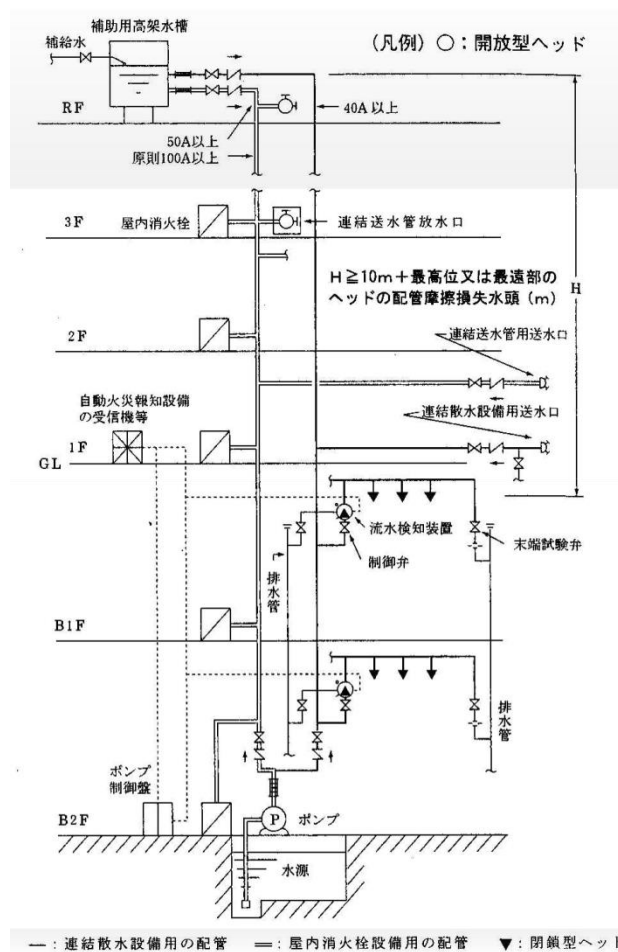 補助用高架水槽
補給水
(凡例) ○：開放型ヘッド
RF
40A以上
50A以上
原則100A以上
3F
屋内消火栓
連結送水管放水口
H≧10m＋最高位又は最遠部の
ヘッドの配管摩擦損失水頭（m）
H
2F
連結送水管用送水口
自動火災報知設備
の受信機等
連結散水設備用送水口
1F
GL
流水検知装置
末端試験弁
制御弁
排水管
B1F
排水管
ポンプ
制御盤
B2F
P
ポンプ
水源
―：連結散水設備用の配管 ＝：屋内消火栓設備用の配管 ▼：閉鎖型ヘッド